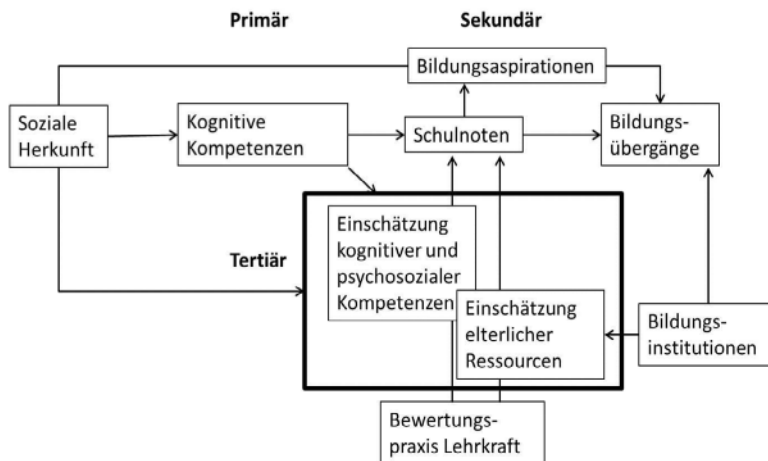 Primär
Sekundär
Bildungsaspirationen
Soziale
Herkunft
Kognitive
Kompetenzen
Schulnoten
Bildungs-
übergänge
Tertiär
Einschätzung
kognitiver und
psychosozialer
Kompetenzen
Einschätzung
elterlicher
Ressourcen
Bildungs-
institutionen
Bewertungs-
praxis Lehrkraft